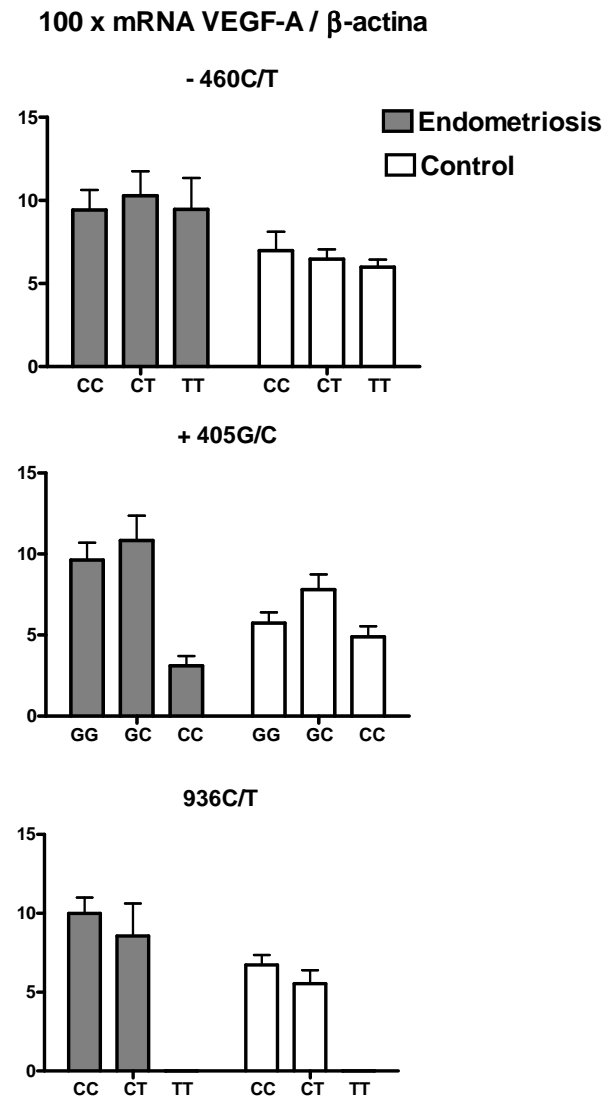 100 x mRNA VEGF-A / β-actina
- 460C/T
Endometriosis
Control
15
10
5
0
CC CT TT CC CT TT
+ 405G/C
15
10
5
0
GG GC CC GG GC CC
936C/T
15
10
5
0
CC CT TT CC CT TT